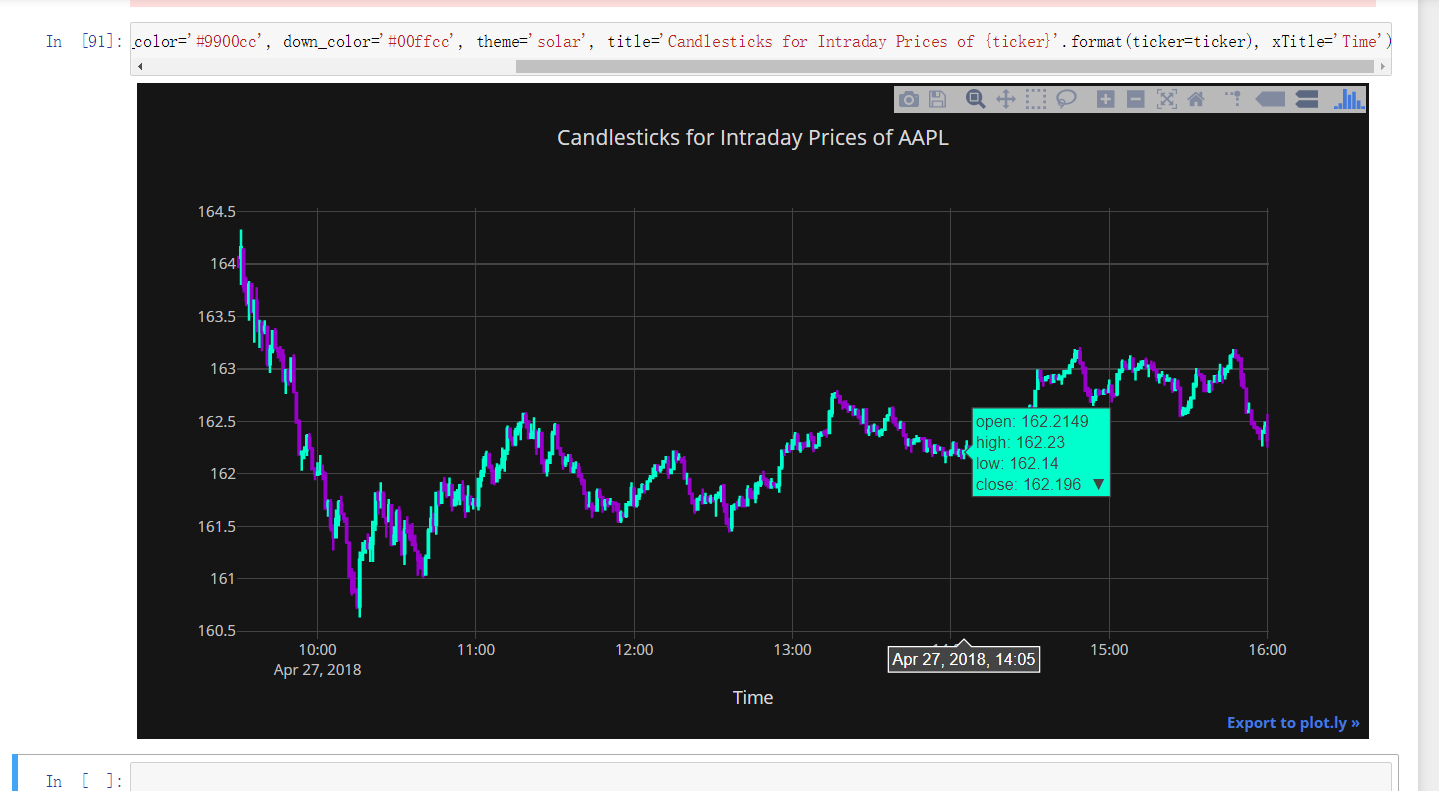 In [91]: _color='#9900cc', down_color='#00ffcc', theme='solar', title='Candlesticks for Intraday Prices of {ticker}'.format(ticker=ticker), xTitle='Time')
Candlesticks for Intraday Prices of AAPL
164.5
164
163.5
163
162.5
162
161.5
161
160.5
open: 162.2149
high: 162.23
low: 162.14
close: 162.196 ▼
10:00 11:00 12:00 13:00 15:00 16:00
Apr 27, 2018
Apr 27, 2018, 14:05
Time
Export to plot.ly »
In [ ]: